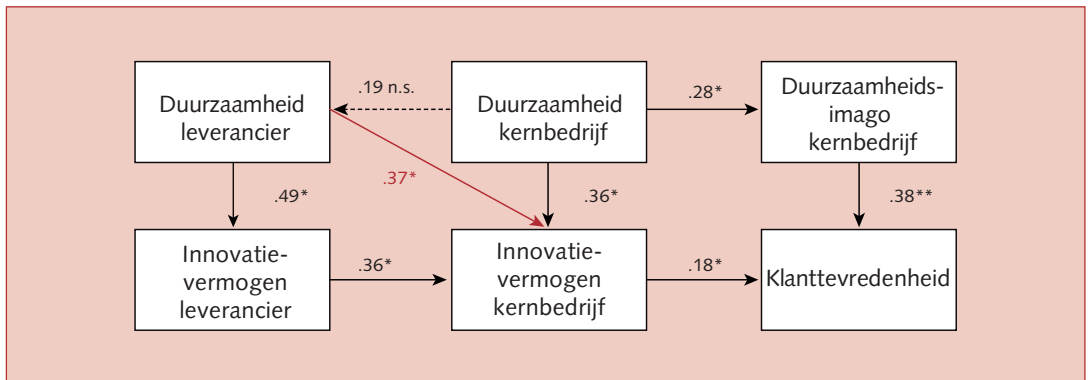 Duurzaamheid
leverancier
.19 n.s.
Duurzaamheid
kernbedrijf
.28*
Duurzaamheids-
imago
kernbedrijf
.49*
.37*
.36*
.38**
Innovatie-
vermogen
leverancier
.36*
Innovatie-
vermogen
kernbedrijf
.18*
Klanttevredenheid